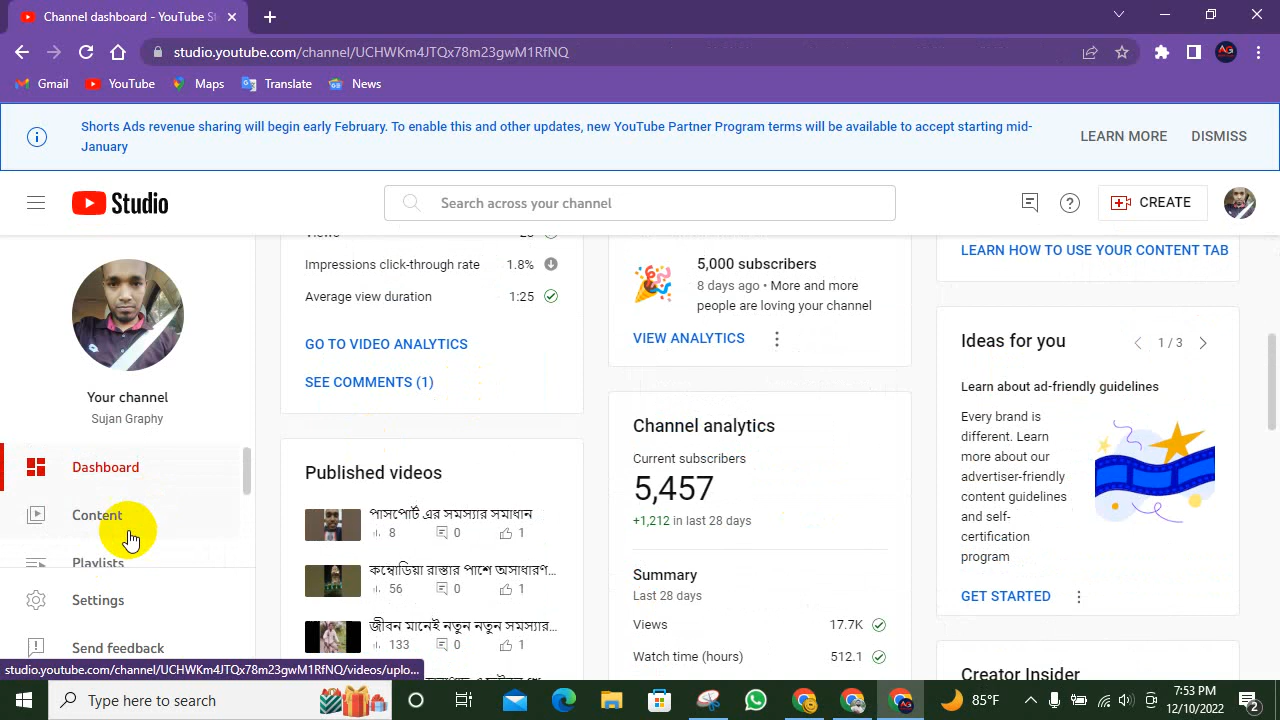 Channel dashboard - YouTube St
studio.youtube.com/channel/UCHWKm4JTQx78m23gwM1RfNQ
Gmail
YouTube
Maps
Translate
News
Shorts Ads revenue sharing will begin early February. To enable this and other updates, new YouTube Partner Program terms will be available to accept starting mid-
January
LEARN MORE
DISMISS
Studio
Search across your channel
CREATE
Your channel
Sujan Graphy
Dashboard
Content
Playlists
Settings
Send feedback
Impressions click-through rate 1.8%
Average view duration 1:25
GO TO VIDEO ANALYTICS
SEE COMMENTS (1)
Published videos
পাসপোর্ট এর সমস্যার সমাধান
8 0 1
কম্বোডিয়া রাস্তার পাশে অসাধারণ...
56 0 1
জীবন মানেই নতুন নতুন সমস্যার...
133 0 1
5,000 subscribers
8 days ago • More and more
people are loving your channel
VIEW ANALYTICS
Channel analytics
Current subscribers
5,457
+1,212 in last 28 days
Summary
Last 28 days
Views 17.7K
Watch time (hours) 512.1
LEARN HOW TO USE YOUR CONTENT TAB
Ideas for you
1 / 3
Learn about ad-friendly guidelines
Every brand is
different. Learn
more about our
advertiser-friendly
content guidelines
and self-
certification
program
GET STARTED
Creator Insider
studio.youtube.com/channel/UCHWKm4JTQx78m23gwM1RfNQ/videos/uplo...
Type here to search
85°F
7:53 PM
12/10/2022
2